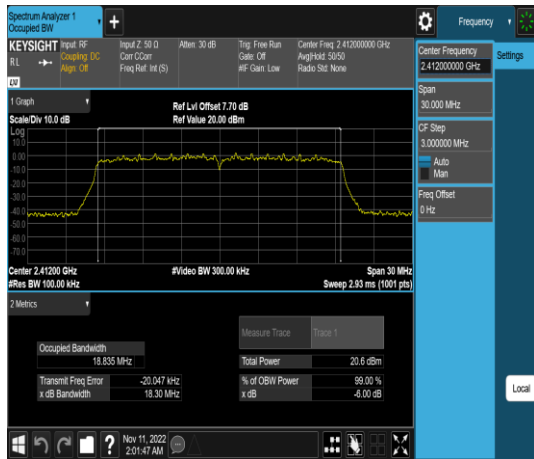 Spectrum Analyzer 1
Occupied BW
Frequency
KEYSIGHT
R L
LXI
Input: RF
Coupling: DC
Align: Off
Input Z: 50 Ω
Corr CCorr
Freq Ref: Int (S)
Atten: 30 dB
Trig: Free Run
Gate: Off
#IF Gain: Low
Center Freq: 2.412000000 GHz
Avg|Hold: 50/50
Radio Std: None
Center Frequency
2.412000000 GHz
Settings
Span
30.000 MHz
CF Step
3.000000 MHz
Auto
Man
Freq Offset
0 Hz
Local
1 Graph
Scale/Div 10.0 dB
Ref Lvl Offset 7.70 dB
Ref Value 20.00 dBm
Log
10.0
0.00
-10.0
-20.0
-30.0
-40.0
-50.0
-60.0
-70.0
Center 2.41200 GHz
#Res BW 100.00 kHz
#Video BW 300.00 kHz
Span 30 MHz
Sweep 2.93 ms (1001 pts)
2 Metrics
Measure Trace
Trace 1
Occupied Bandwidth
18.835 MHz
Total Power
20.6 dBm
Transmit Freq Error
-20.047 kHz
% of OBW Power
99.00 %
x dB Bandwidth
18.30 MHz
x dB
-6.00 dB
Nov 11, 2022
2:01:47 AM